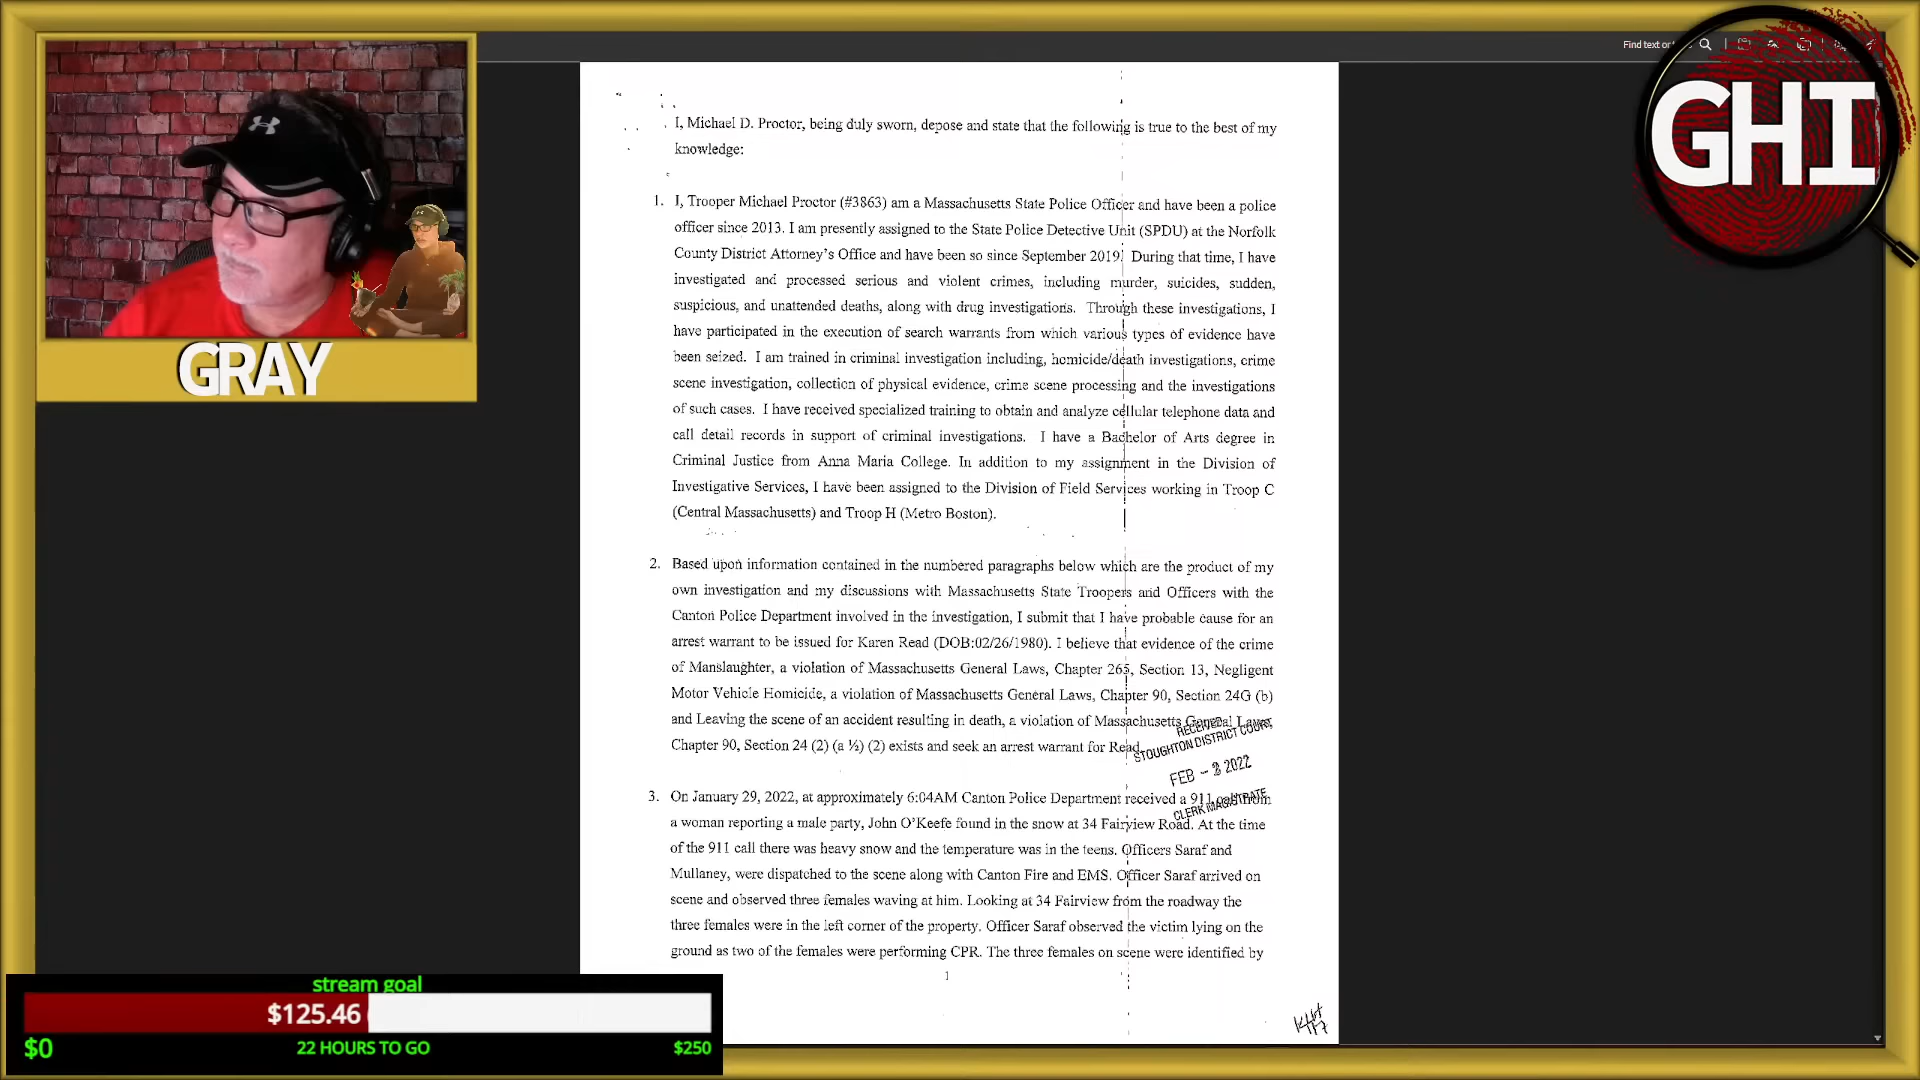 Find text or
GHI
GRAY
I, Michael D. Proctor, being duly sworn, depose and state that the following is true to the best of my
knowledge:
1. I, Trooper Michael Proctor (#3863) am a Massachusetts State Police Officer and have been a police
officer since 2013. I am presently assigned to the State Police Detective Unit (SPDU) at the Norfolk
County District Attorney's Office and have been so since September 2019. During that time, I have
investigated and processed serious and violent crimes, including murder, suicides, sudden,
suspicious, and unattended deaths, along with drug investigations. Through these investigations, I
have participated in the execution of search warrants from which various types of evidence have
been seized. I am trained in criminal investigation including, homicide/death investigations, crime
scene investigation, collection of physical evidence, crime scene processing and the investigations
of such cases. I have received specialized training to obtain and analyze cellular telephone data and
call detail records in support of criminal investigations. I have a Bachelor of Arts degree in
Criminal Justice from Anna Maria College. In addition to my assignment in the Division of
Investigative Services, I have been assigned to the Division of Field Services working in Troop C
(Central Massachusetts) and Troop H (Metro Boston).
2. Based upon information contained in the numbered paragraphs below which are the product of my
own investigation and my discussions with Massachusetts State Troopers and Officers with the
Canton Police Department involved in the investigation, I submit that I have probable cause for an
arrest warrant to be issued for Karen Read (DOB:02/26/1980). I believe that evidence of the crime
of Manslaughter, a violation of Massachusetts General Laws, Chapter 265, Section 13, Negligent
Motor Vehicle Homicide, a violation of Massachusetts General Laws, Chapter 90, Section 24G (b)
and Leaving the scene of an accident resulting in death, a violation of Massachusetts General Laws,
Chapter 90, Section 24 (2) (a ½) (2) exists and seek an arrest warrant for Read.
RECEIVED
STOUGHTON DISTRICT COURT
FEB - 2022
CLERK MAGISTRATE
3. On January 29, 2022, at approximately 6:04AM Canton Police Department received a 911 from
a woman reporting a male party, John O'Keefe found in the snow at 34 Fairview Road. At the time
of the 911 call there was heavy snow and the temperature was in the teens. Officers Saraf and
Mullaney, were dispatched to the scene along with Canton Fire and EMS. Officer Saraf arrived on
scene and observed three females waving at him. Looking at 34 Fairview from the roadway the
three females were in the left corner of the property. Officer Saraf observed the victim lying on the
ground as two of the females were performing CPR. The three females on scene were identified by
1
stream goal
$125.46
$0
22 HOURS TO GO
$250